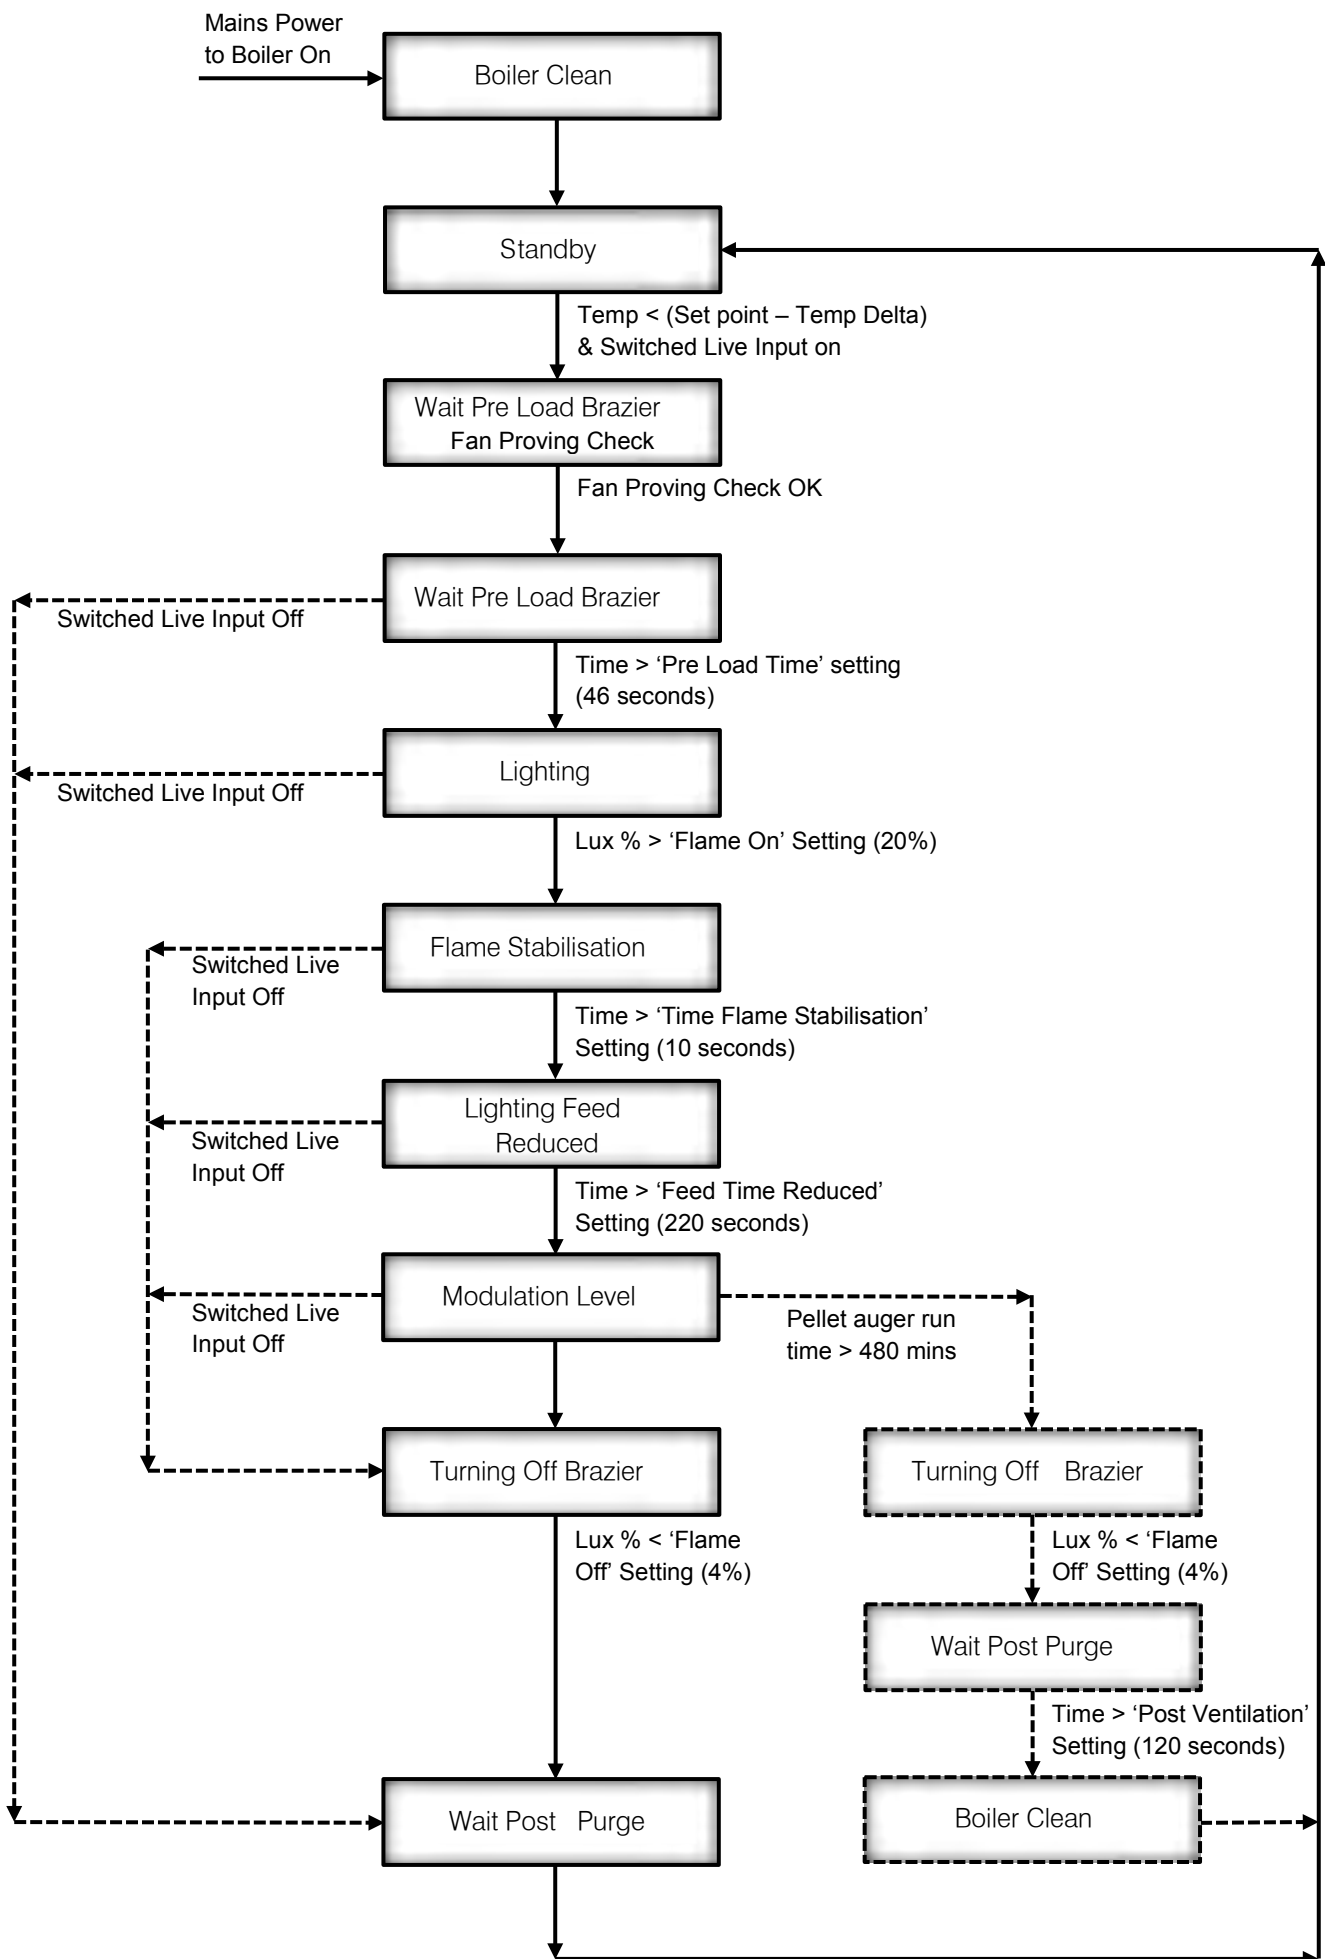 Mains Power
to Boiler On
Boiler Clean
Standby
Temp < (Set point – Temp Delta)
& Switched Live Input on
Wait Pre Load Brazier
Fan Proving Check
Fan Proving Check OK
Wait Pre Load Brazier
Switched Live Input Off
Time > ‘Pre Load Time’ setting
(46 seconds)
Lighting
Switched Live Input Off
Lux % > ‘Flame On’ Setting (20%)
Flame Stabilisation
Switched Live
Input Off
Time > ‘Time Flame Stabilisation’
Setting (10 seconds)
Lighting Feed
Reduced
Switched Live
Input Off
Time > ‘Feed Time Reduced’
Setting (220 seconds)
Modulation Level
Switched Live
Input Off
Pellet auger run
time > 480 mins
Turning Off Brazier
Turning Off Brazier
Lux % < ‘Flame
Off’ Setting (4%)
Lux % < ‘Flame
Off’ Setting (4%)
Wait Post Purge
Time > ‘Post Ventilation’
Setting (120 seconds)
Wait Post Purge
Boiler Clean